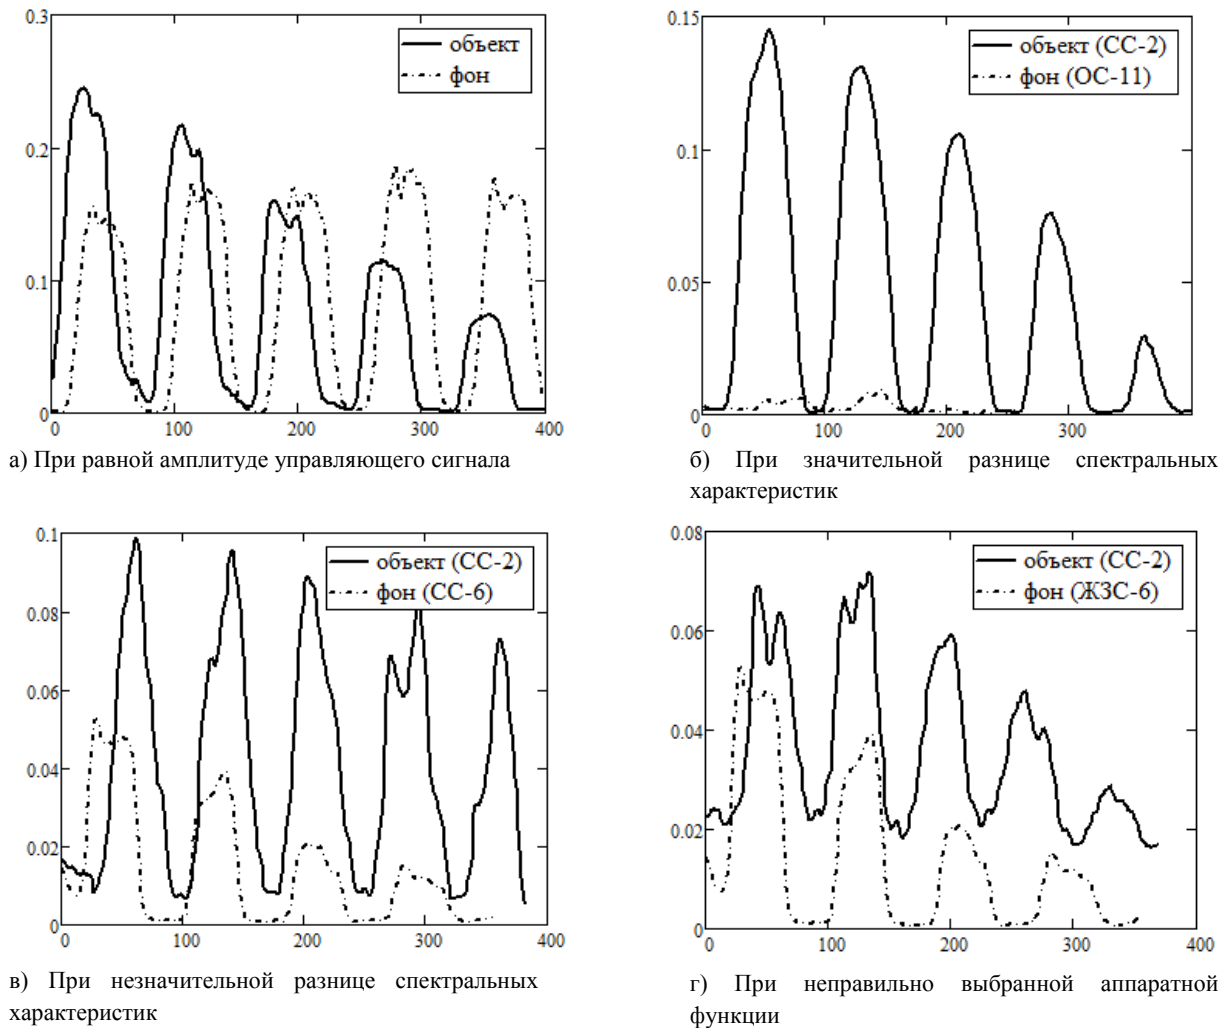 0.3
0.2
0.1
0
0
100
200
300
400
объект
фон
а) При равной амплитуде управляющего сигнала
0.15
0.1
0.05
0
0
100
200
300
объект (СС-2)
фон (ОС-11)
б) При значительной разнице спектральных
характеристик
0.1
0.08
0.06
0.04
0.02
0
0
100
200
300
400
объект (СС-2)
фон (СС-6)
в) При незначительной разнице спектральных
характеристик
0.08
0.06
0.04
0.02
0
0
100
200
300
400
объект (СС-2)
фон (ЖЗС-6)
г) При неправильно выбранной аппаратной
функции